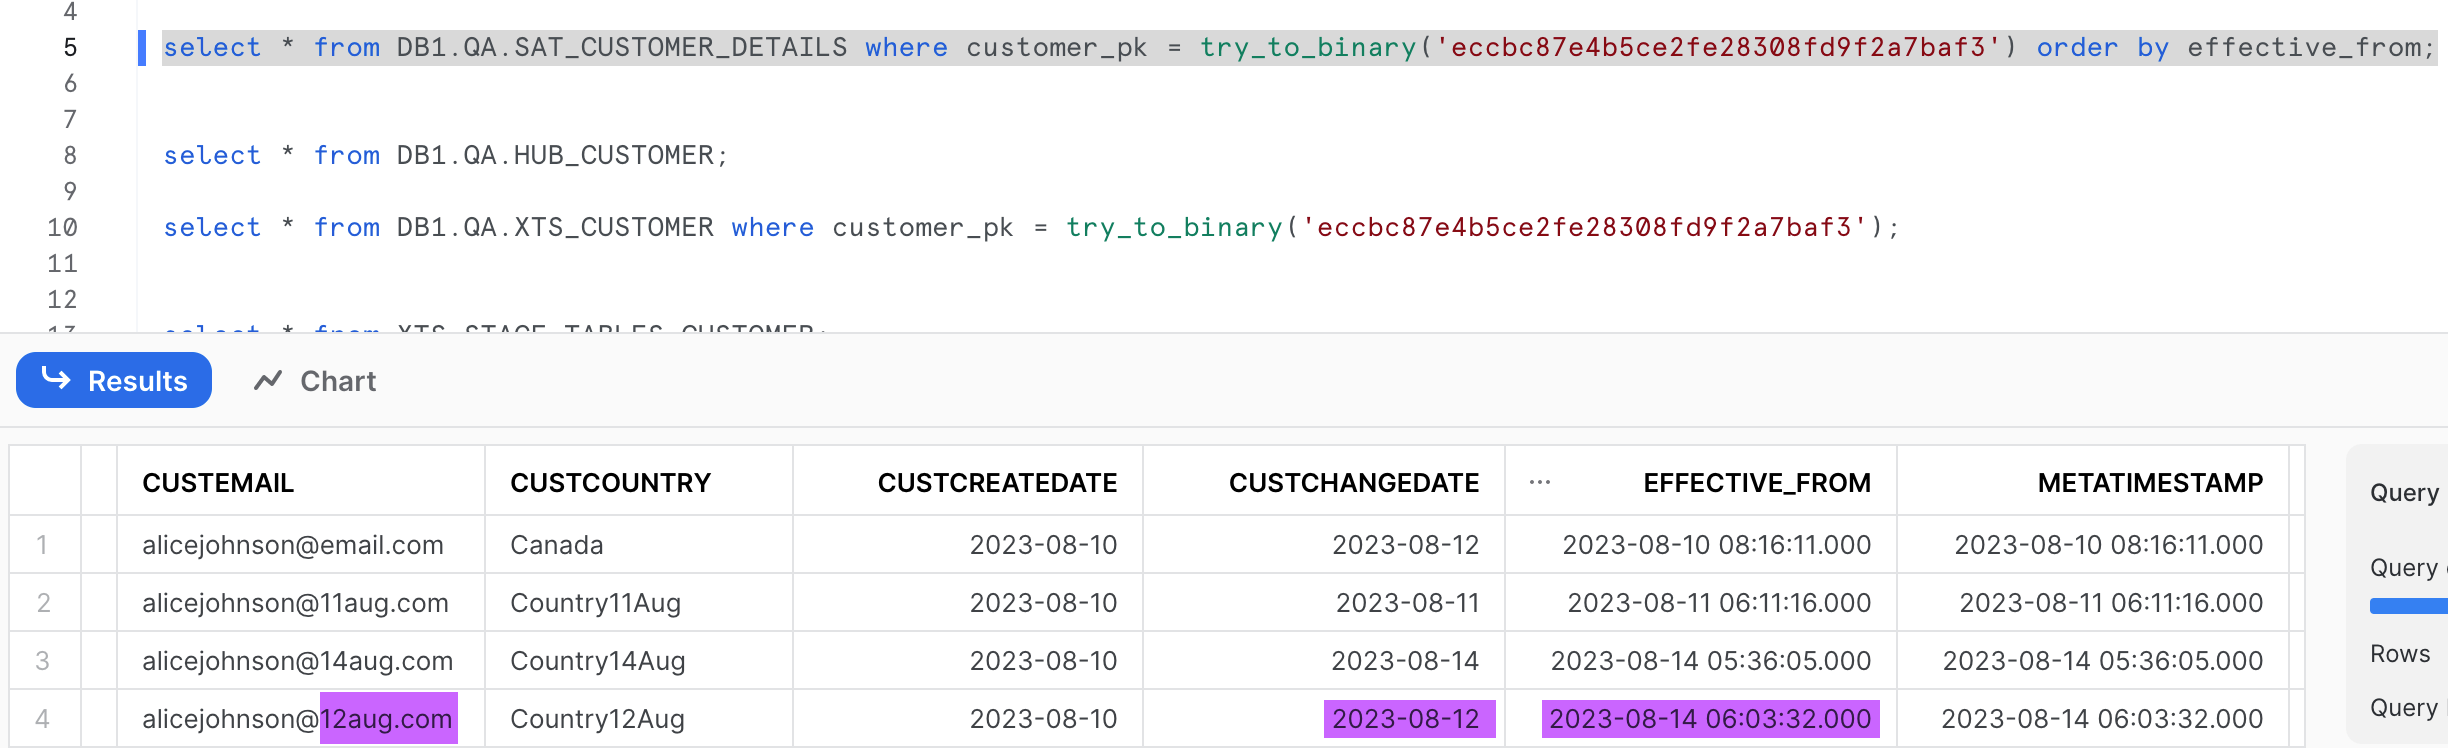 4
5 select * from DB1.QA.SAT_CUSTOMER_DETAILS where customer_pk = try_to_binary('eccbc87e4b5ce2fe28308fd9f2a7baf3') order by effective_from;
6
7
8 select * from DB1.QA.HUB_CUSTOMER;
9
10 select * from DB1.QA.XTS_CUSTOMER where customer_pk = try_to_binary('eccbc87e4b5ce2fe28308fd9f2a7baf3');
11
12
13 select * from XTS_STAGE_TABLES_CUSTOMER;
Results Chart
CUSTEMAIL CUSTCOUNTRY CUSTCREATEDATE CUSTCHANGEDATE ... EFFECTIVE_FROM METATIMESTAMP
1 alicejohnson@email.com Canada 2023-08-10 2023-08-12 2023-08-10 08:16:11.000 2023-08-10 08:16:11.000
2 alicejohnson@11aug.com Country11Aug 2023-08-10 2023-08-11 2023-08-11 06:11:16.000 2023-08-11 06:11:16.000
3 alicejohnson@14aug.com Country14Aug 2023-08-10 2023-08-14 2023-08-14 05:36:05.000 2023-08-14 05:36:05.000
4 alicejohnson@12aug.com Country12Aug 2023-08-10 2023-08-12 2023-08-14 06:03:32.000 2023-08-14 06:03:32.000
Query
Query
Rows
Query